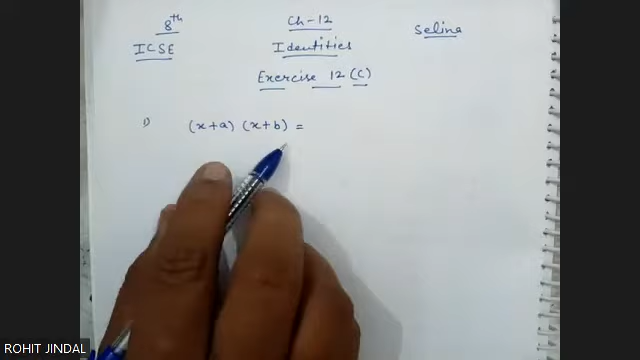 8th Ch-12 Selina
ICSE Identities
Exercise 12 (C)
1) (x+a) (x+b) =
ROHIT JINDAL